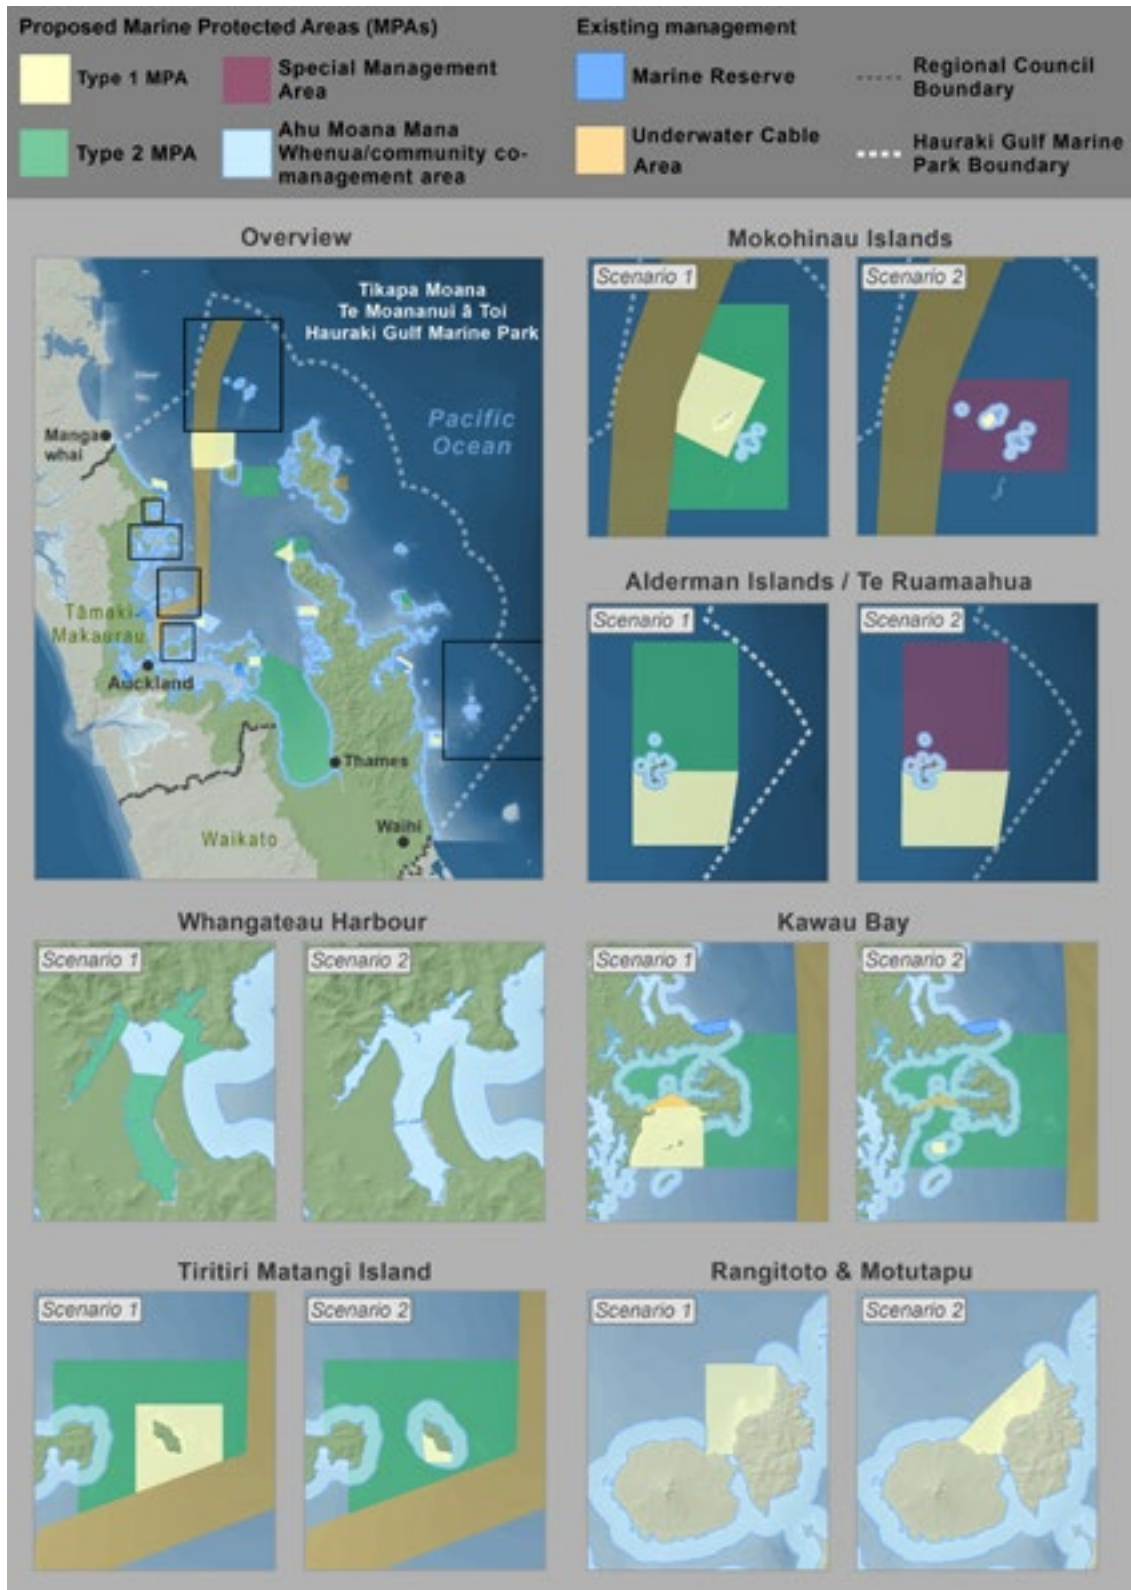 Proposed Marine Protected Areas (MPAs)
Existing management
Type 1 MPA
Special Management
Area
Marine Reserve
Regional Council
Boundary
Type 2 MPA
Ahu Moana Mana
Whenua/community co-
management area
Underwater Cable
Area
Hauraki Gulf Marine
Park Boundary
Overview
Tikapa Moana
Te Moananui ā Toi
Hauraki Gulf Marine Park
Pacific
Ocean
Manga
whai
Tāmaki
Makaurau
Auckland
Thames
Waikato
Waihi
Mokohinau Islands
Scenario 1
Scenario 2
Alderman Islands / Te Ruamaahua
Scenario 1
Scenario 2
Whangateau Harbour
Scenario 1
Scenario 2
Kawau Bay
Scenario 1
Scenario 2
Tiritiri Matangi Island
Scenario 1
Scenario 2
Rangitoto & Motutapu
Scenario 1
Scenario 2